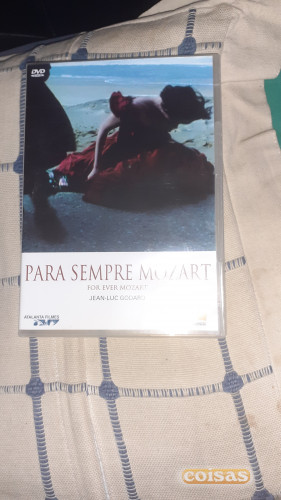 DVD
PARA SEMPRE MOZART
FOR EVER MOZART
JEAN-LUC GODARD
ATALANTA FILMES
coisas